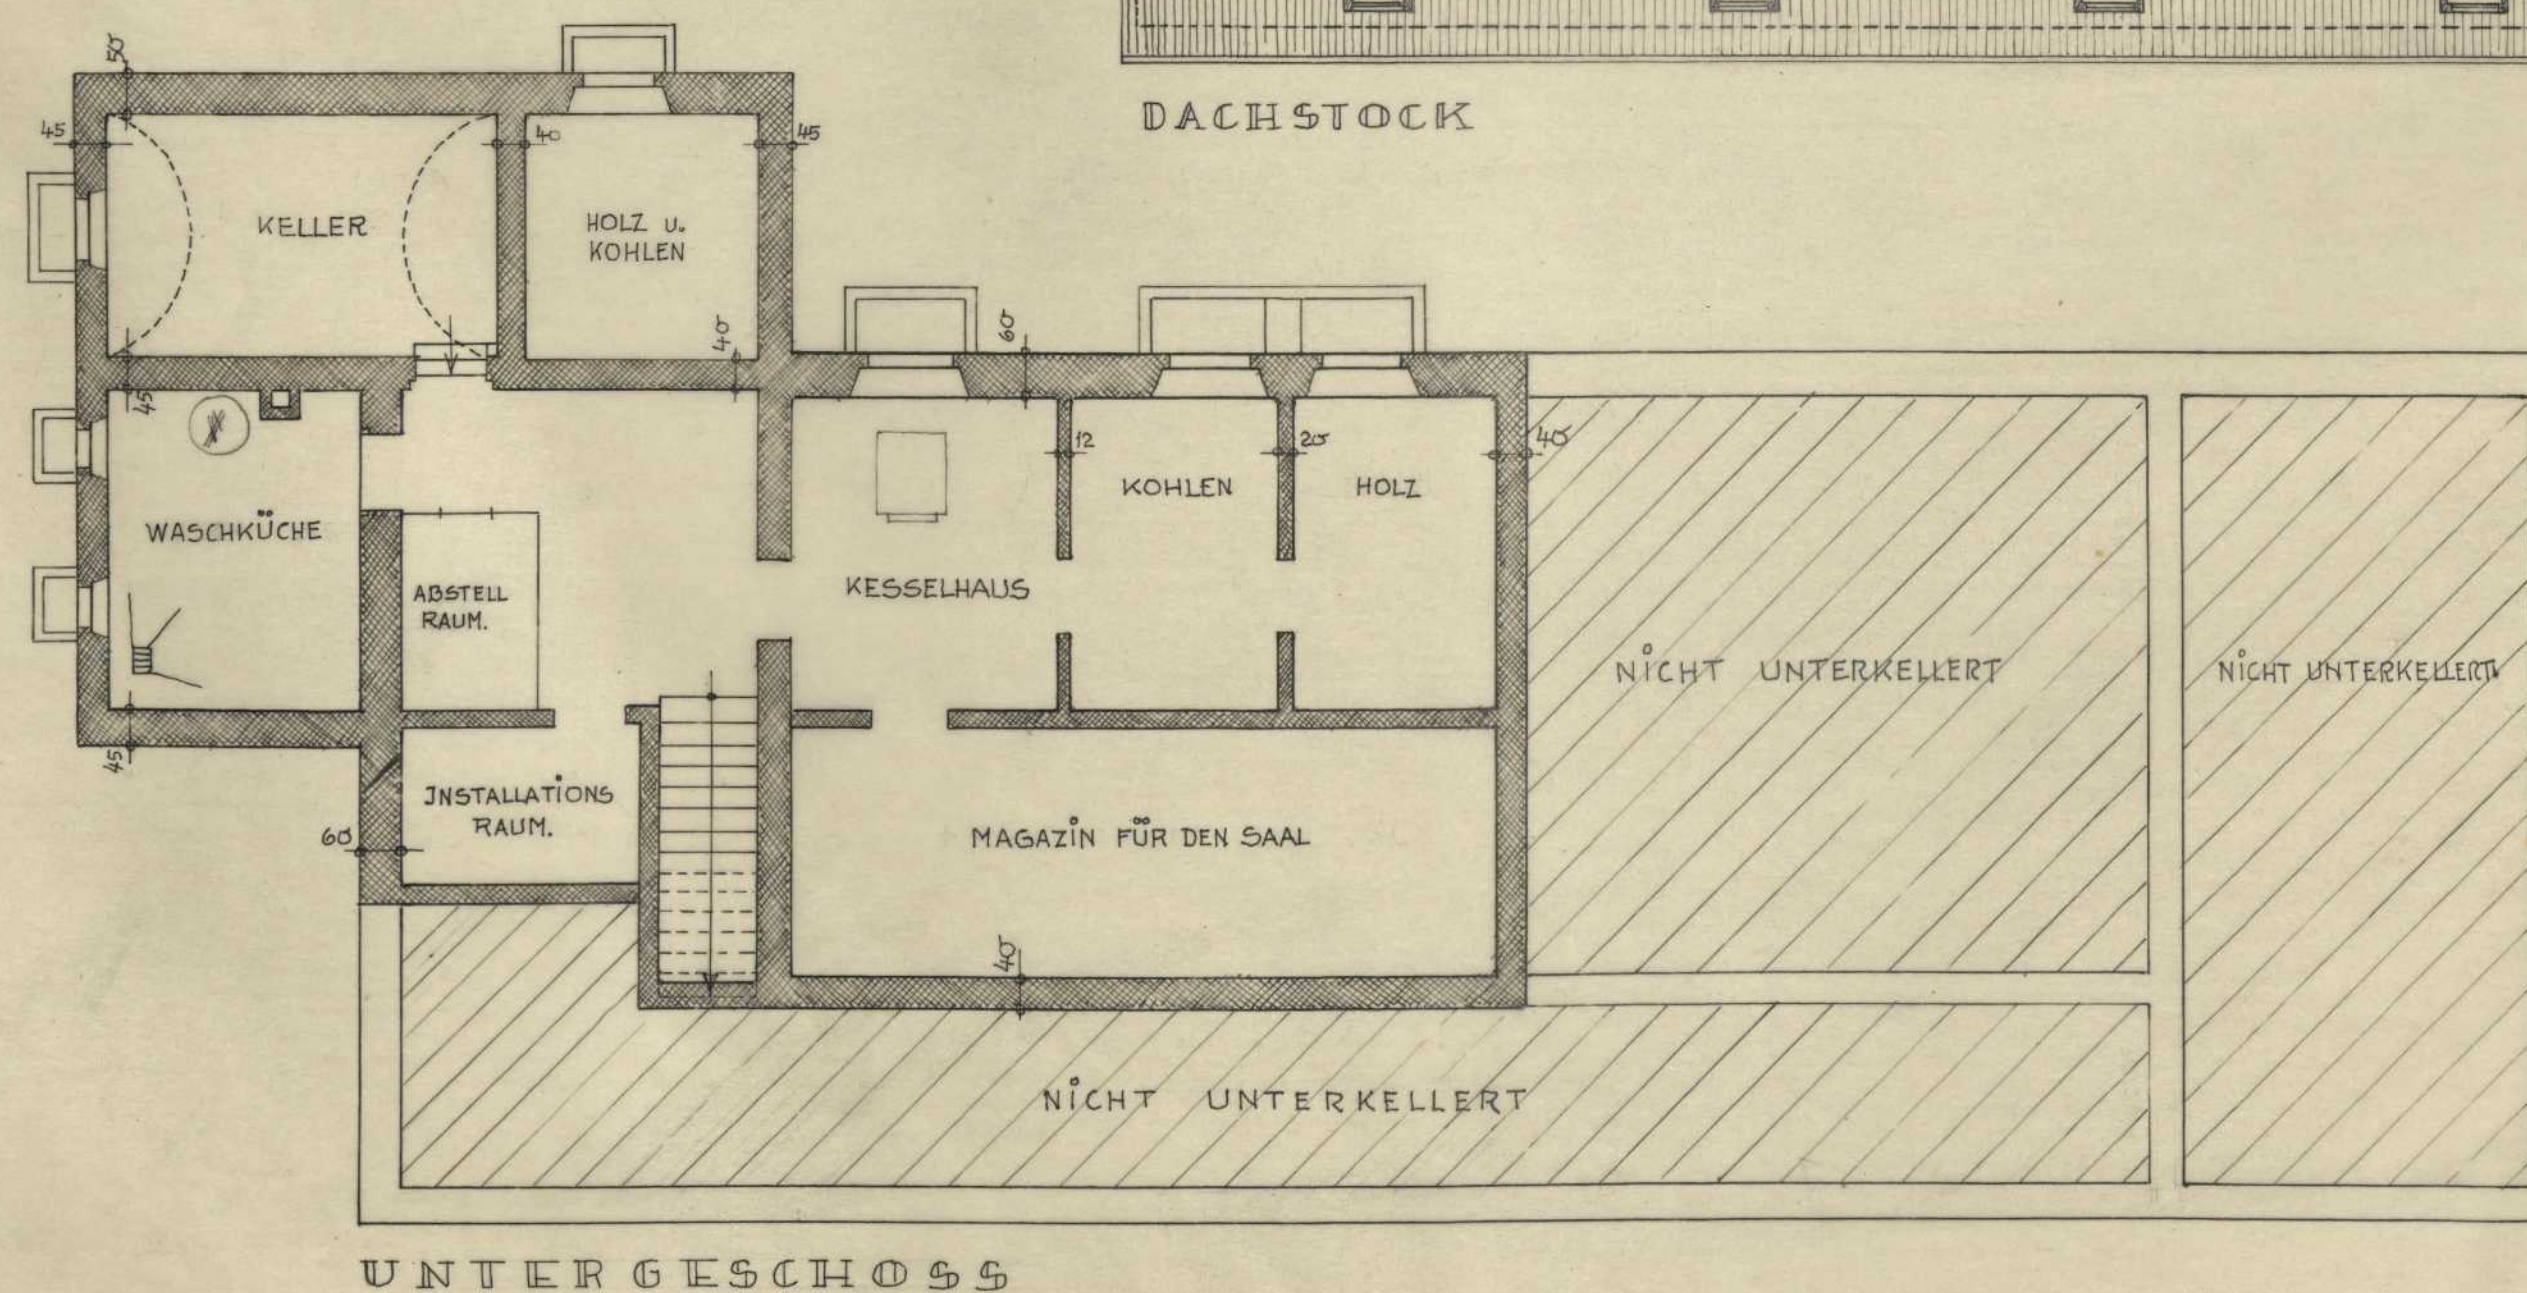 DACHSTOCK
50
45
40
45
KELLER
HOLZ u.
KOHLEN
40
60
45
12
20
40
KOHLEN
HOLZ
WASCHKÜCHE
ABSTELL
RAUM.
KESSELHAUS
NICHT UNTERKELLERT
NICHT UNTERKELLERT
45
60
INSTALLATIONS
RAUM.
MAGAZIN FÜR DEN SAAL
40
NICHT UNTERKELLERT
UNTERGESCHOSS